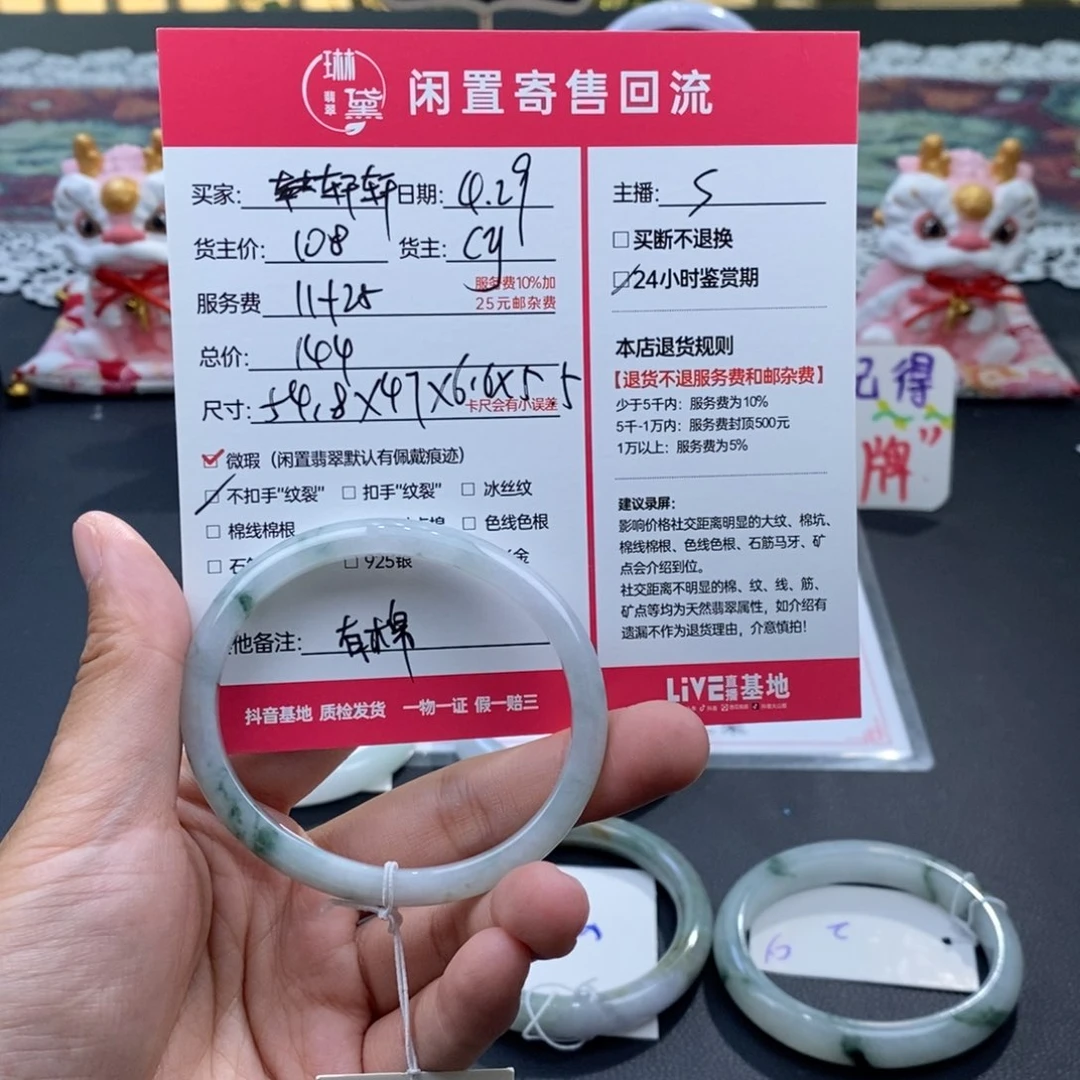 琳
翡翠 黛
闲置寄售回流
买家: 轩轩 日期: 4.29
货主价: 108 货主: CY
服务费 11+25 服务费10%加
25元邮杂费
总价: 144
尺寸: 54.8×47×6.6×5.5
卡尺会有小误差
微瑕 (闲置翡翠默认有佩戴痕迹)
不扣手"纹裂" 扣手"纹裂" 冰丝纹
棉线棉根 色线色根
925银 金
他备注: 有棉
抖音基地 质检发货 一物一证 假一赔三
主播: S
买断不退换
24小时鉴赏期
本店退货规则
【退货不退服务费和邮杂费】
少于5千内: 服务费为10%
5千-1万内: 服务费封顶500元
1万以上: 服务费为5%
建议录屏:
影响价格社交距离明显的大纹、棉坑、
棉线棉根、色线色根、石筋马牙、矿
点会介绍到位。
社交距离不明显的棉、纹、线、筋、
矿点等均为天然翡翠属性, 如介绍有
遗漏不作为退货理由, 介意慎拍!
LiVE直播基地
记得
牌"